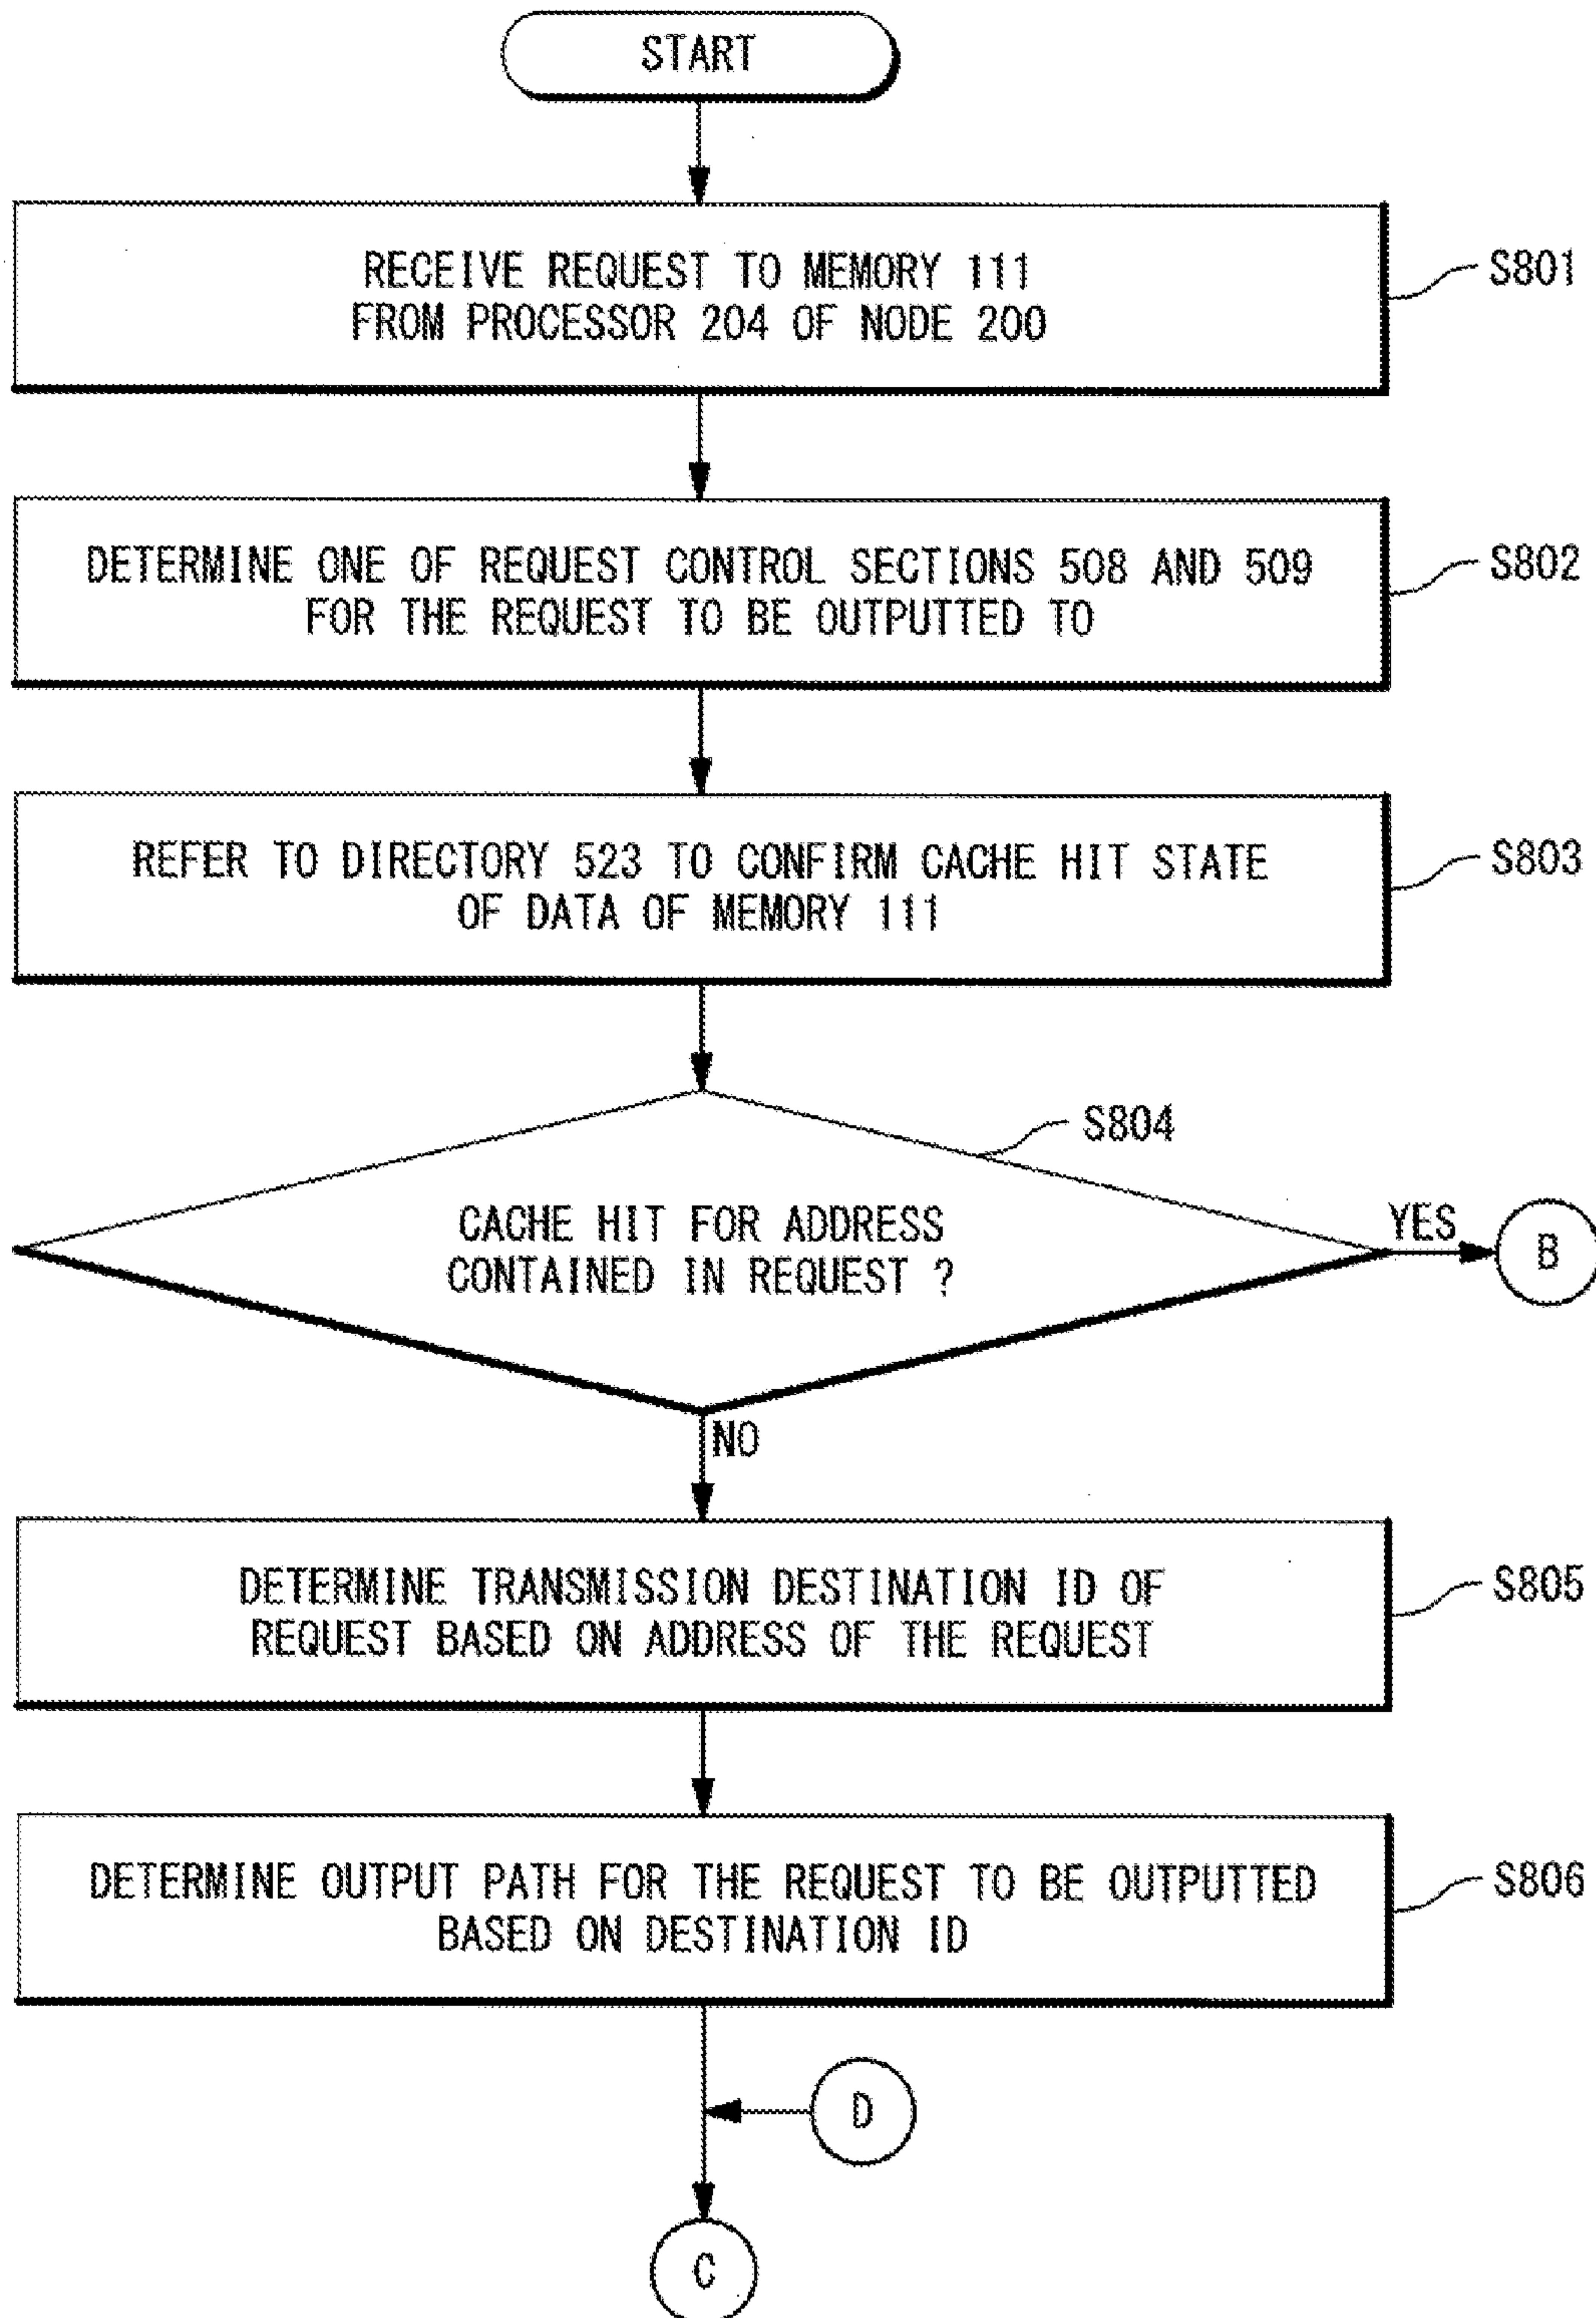 START
RECEIVE REQUEST TO MEMORY 111
FROM PROCESSOR 204 OF NODE 200
S801
DETERMINE ONE OF REQUEST CONTROL SECTIONS 508 AND 509
FOR THE REQUEST TO BE OUTPUTTED TO
S802
REFER TO DIRECTORY 523 TO CONFIRM CACHE HIT STATE
OF DATA OF MEMORY 111
S803
S804
CACHE HIT FOR ADDRESS
CONTAINED IN REQUEST ?
YES
B
NO
DETERMINE TRANSMISSION DESTINATION ID OF
REQUEST BASED ON ADDRESS OF THE REQUEST
S805
DETERMINE OUTPUT PATH FOR THE REQUEST TO BE OUTPUTTED
BASED ON DESTINATION ID
S806
D
C